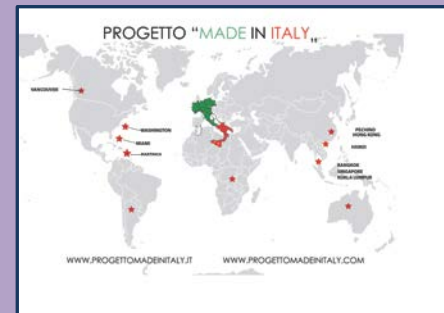 PROGETTO “MADE IN ITALY„
VANCOUVER
WASHINGTON
MIAMI
PECHINO
HONG KONG
HANOI
BANGKOK
SINGAPORE
KUALA LUMPUR
WWW.PROGETTOMADEINITALY.IT WWW.PROGETTOMADEINITALY.COM